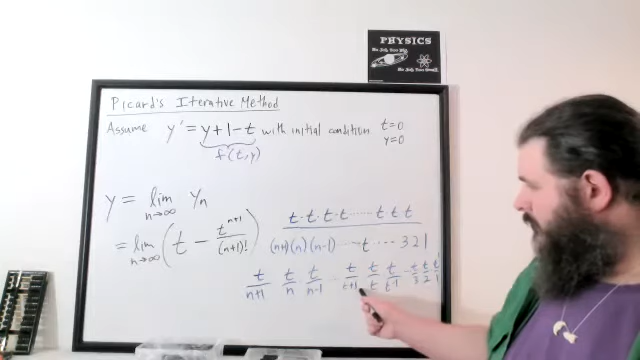 PHYSICS
Picard's Iterative Method
Assume y' = y+1-t with initial condition t=0, y=0
f(t,y)
y = lim n→∞ yₙ
= lim n→∞ (t - t^(n+1)/(n+1)!)
t·t·t·t·····t t t
(n+1)(n)(n-1)·····t····3 2 1
t/(n+1) t/n t/(n-1) ... t/(t+1) t/t t/(t-1) ... t/3 t/2 t/1